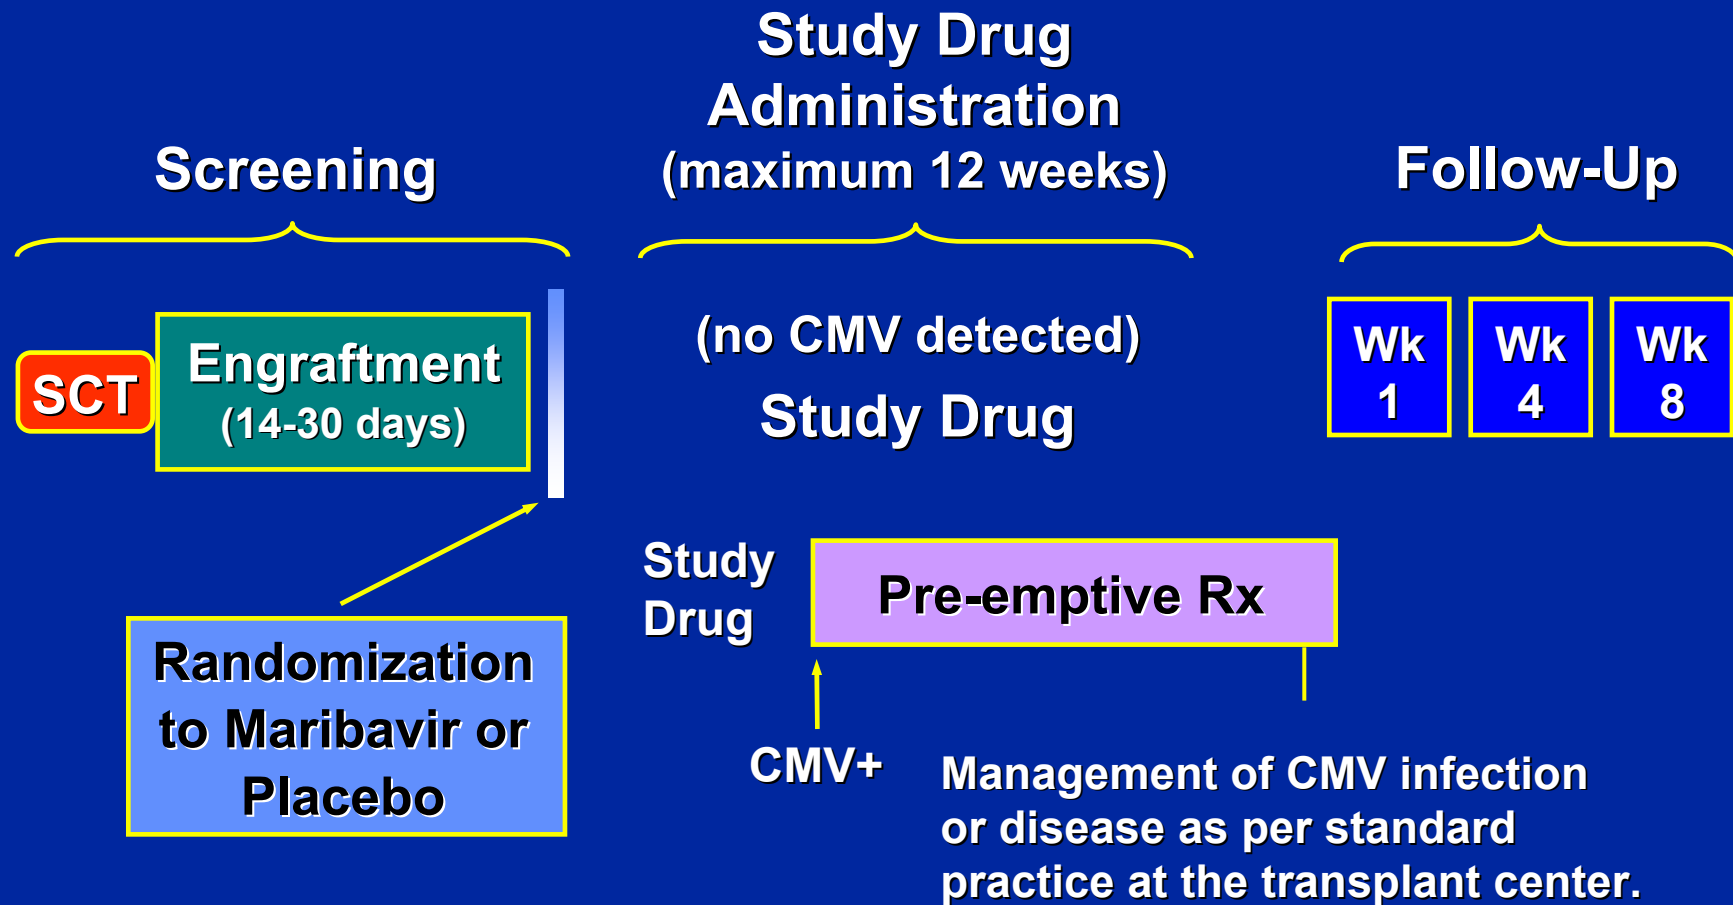 Screening
Study Drug
Administration
(maximum 12 weeks)
Follow-Up
SCT
Engraftment
(14-30 days)
(no CMV detected)
Study Drug
Wk
1
Wk
4
Wk
8
Randomization
to Maribavir or
Placebo
Study
Drug
Pre-emptive Rx
CMV+
Management of CMV infection
or disease as per standard
practice at the transplant center.